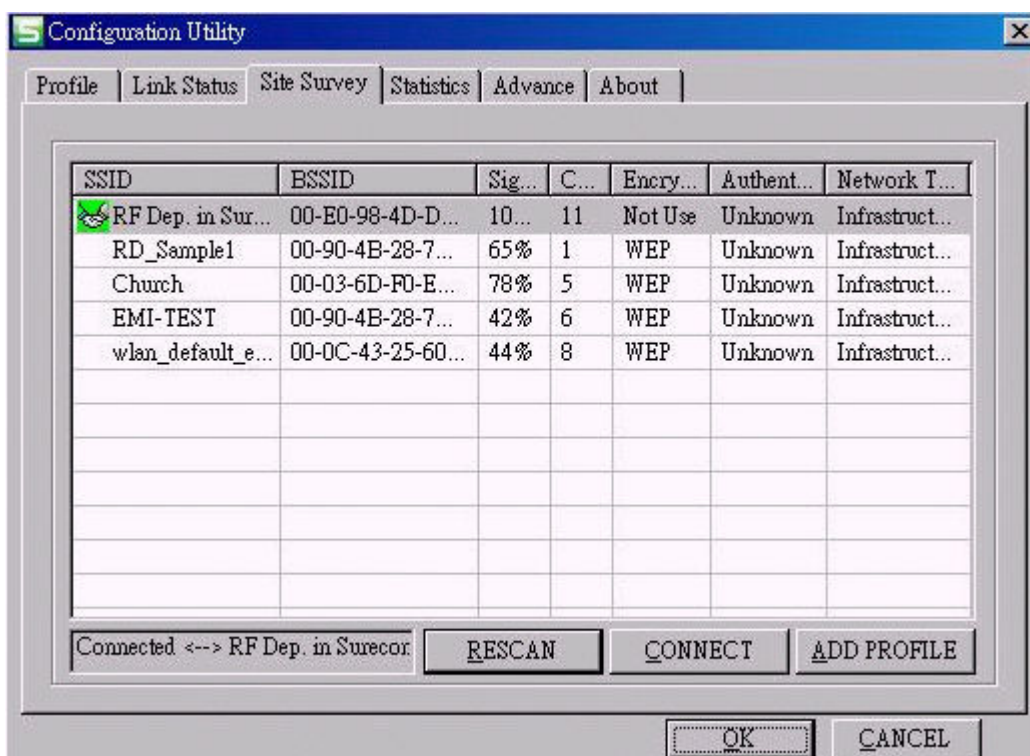 Configuration Utility
Profile Link Status Site Survey Statistics Advance About
SSID BSSID Sig... C... Encry... Authent... Network T...
RF Dep. in Sur... 00-E0-98-4D-D... 10... 11 Not Use Unknown Infrastruct...
RD_Sample1 00-90-4B-28-7... 65% 1 WEP Unknown Infrastruct...
Church 00-03-6D-F0-E... 78% 5 WEP Unknown Infrastruct...
EMI-TEST 00-90-4B-28-7... 42% 6 WEP Unknown Infrastruct...
wlan_default_e... 00-0C-43-25-60... 44% 8 WEP Unknown Infrastruct...
Connected <--> RF Dep. in Surecor RESCAN CONNECT ADD PROFILE
OK CANCEL